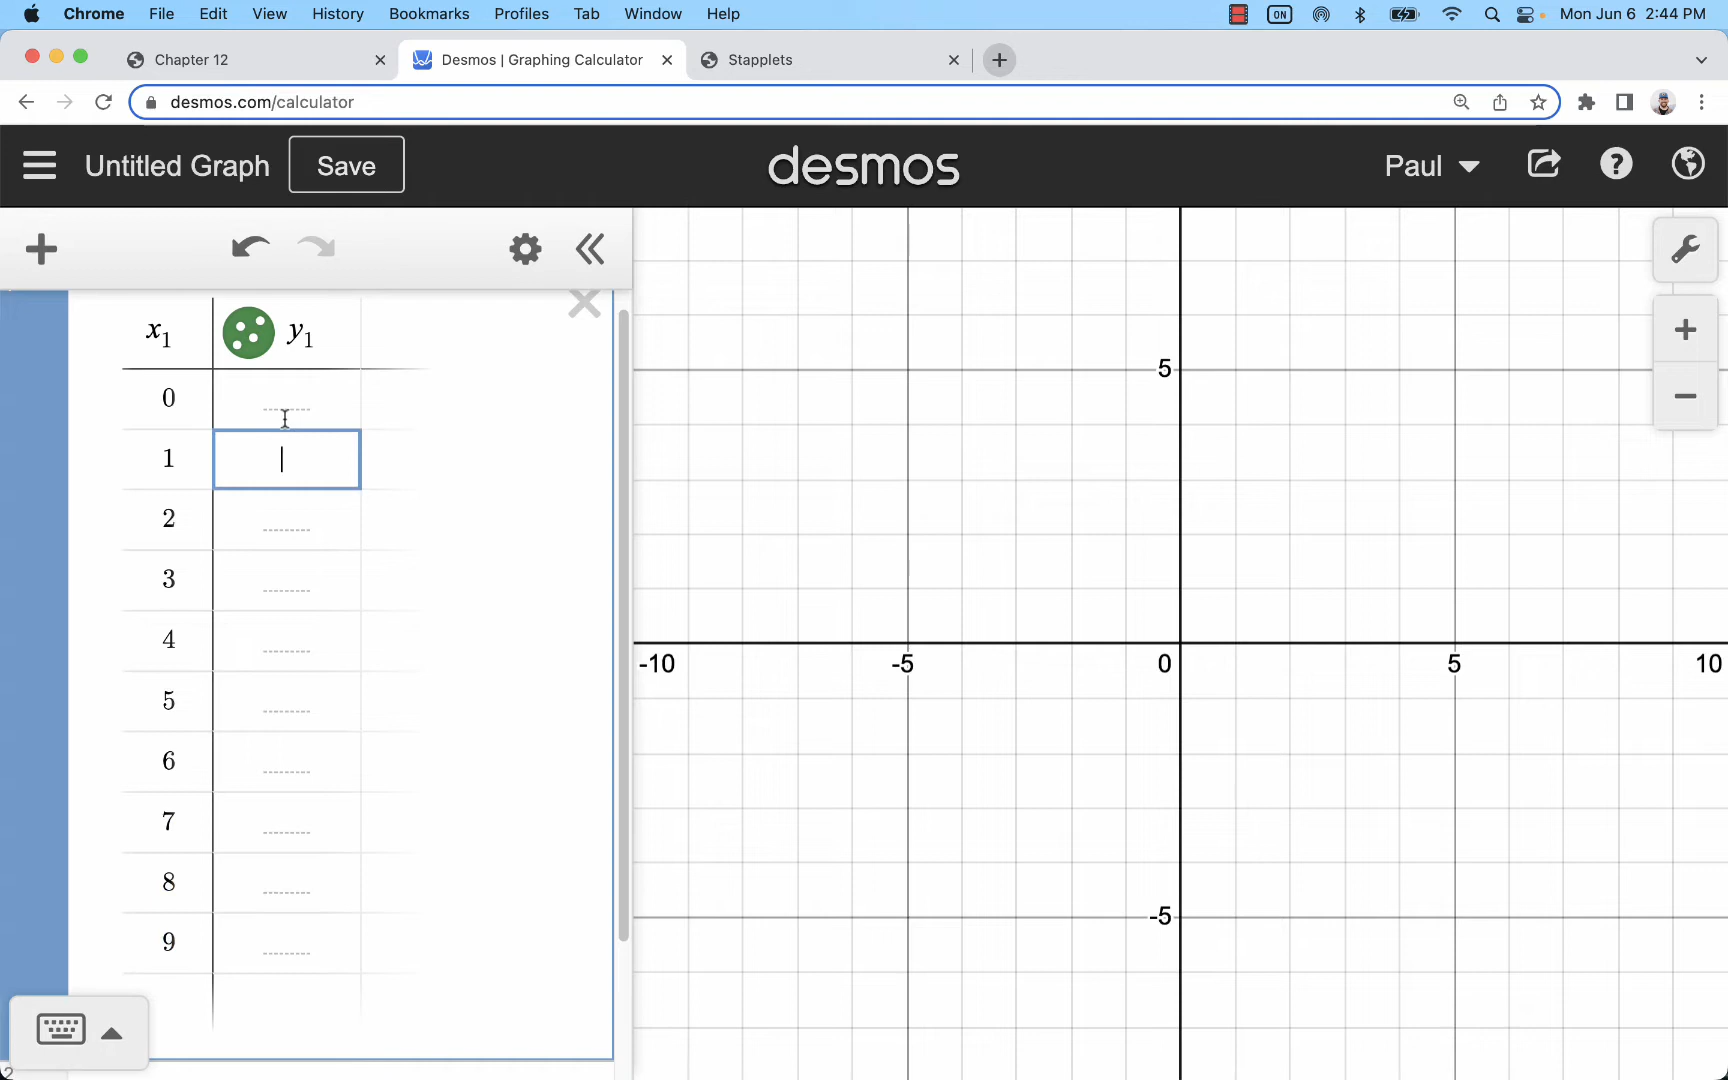 Chrome File Edit View History Bookmarks Profiles Tab Window Help ON Mon Jun 6 2:44 PM
Chapter 12 Desmos | Graphing Calculator Stapplets
desmos.com/calculator
Untitled Graph Save desmos Paul
x₁ y₁
0
1
2
3
4
5
6
7
8
9
2
5
-10 -5 0 5 10
-5